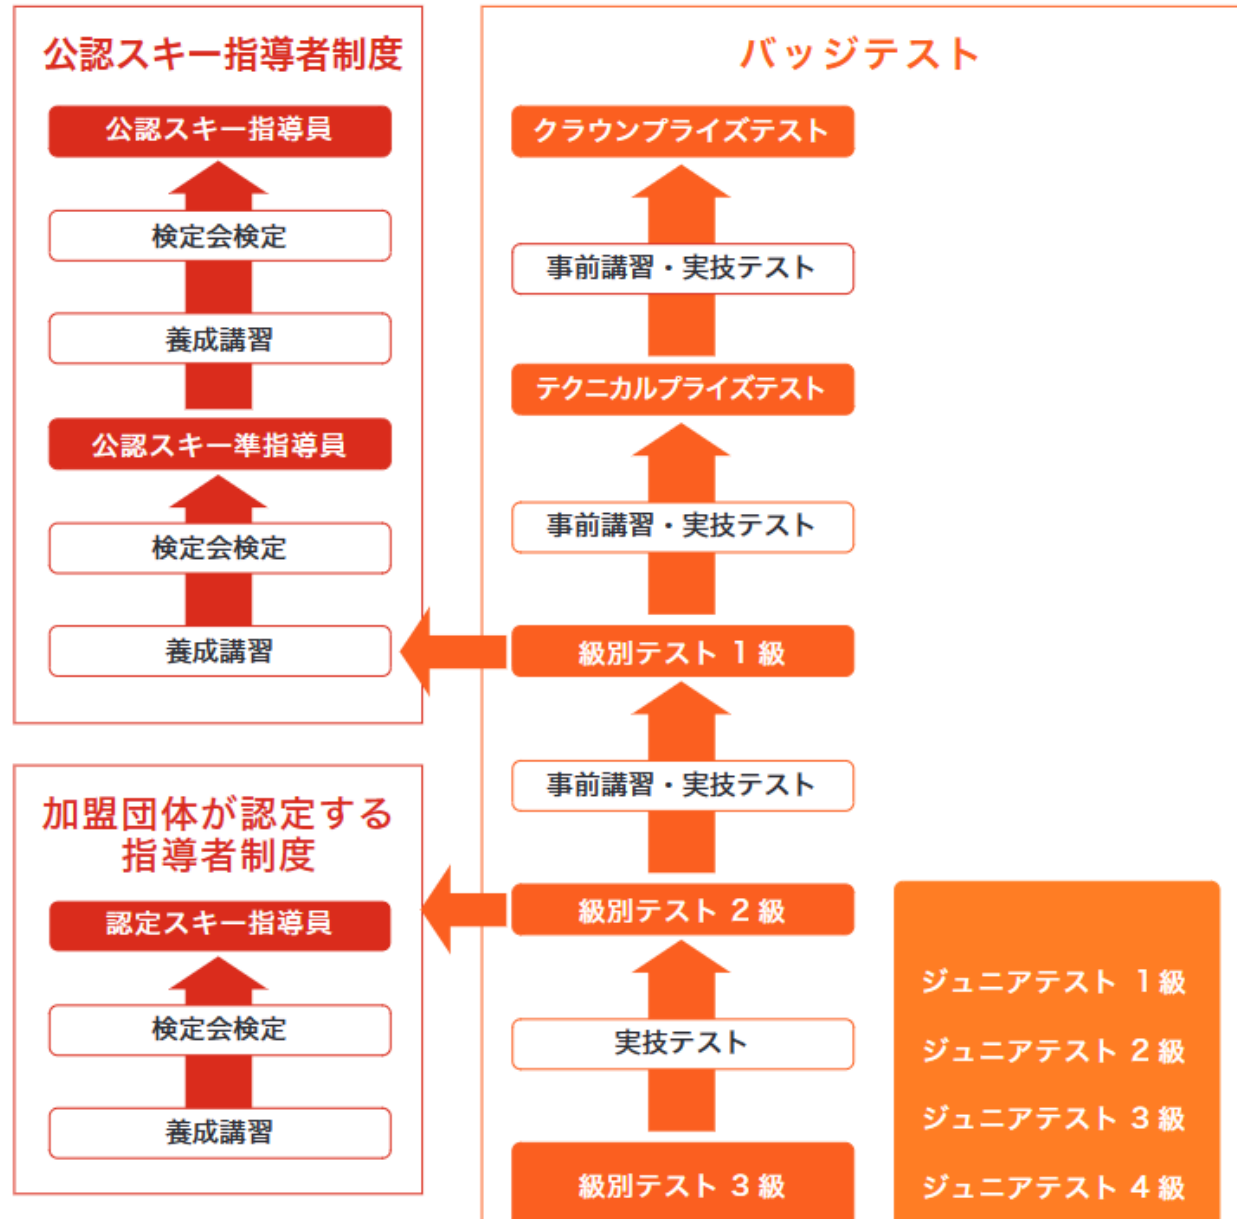 公認スキー指導者制度
公認スキー指導員
検定会検定
養成講習
公認スキー準指導員
検定会検定
養成講習
加盟団体が認定する
指導者制度
認定スキー指導員
検定会検定
養成講習
バッジテスト
クラウンプライズテスト
事前講習・実技テスト
テクニカルプライズテスト
事前講習・実技テスト
級別テスト 1級
事前講習・実技テスト
級別テスト 2級
実技テスト
級別テスト 3級
ジュニアテスト 1級
ジュニアテスト 2級
ジュニアテスト 3級
ジュニアテスト 4級